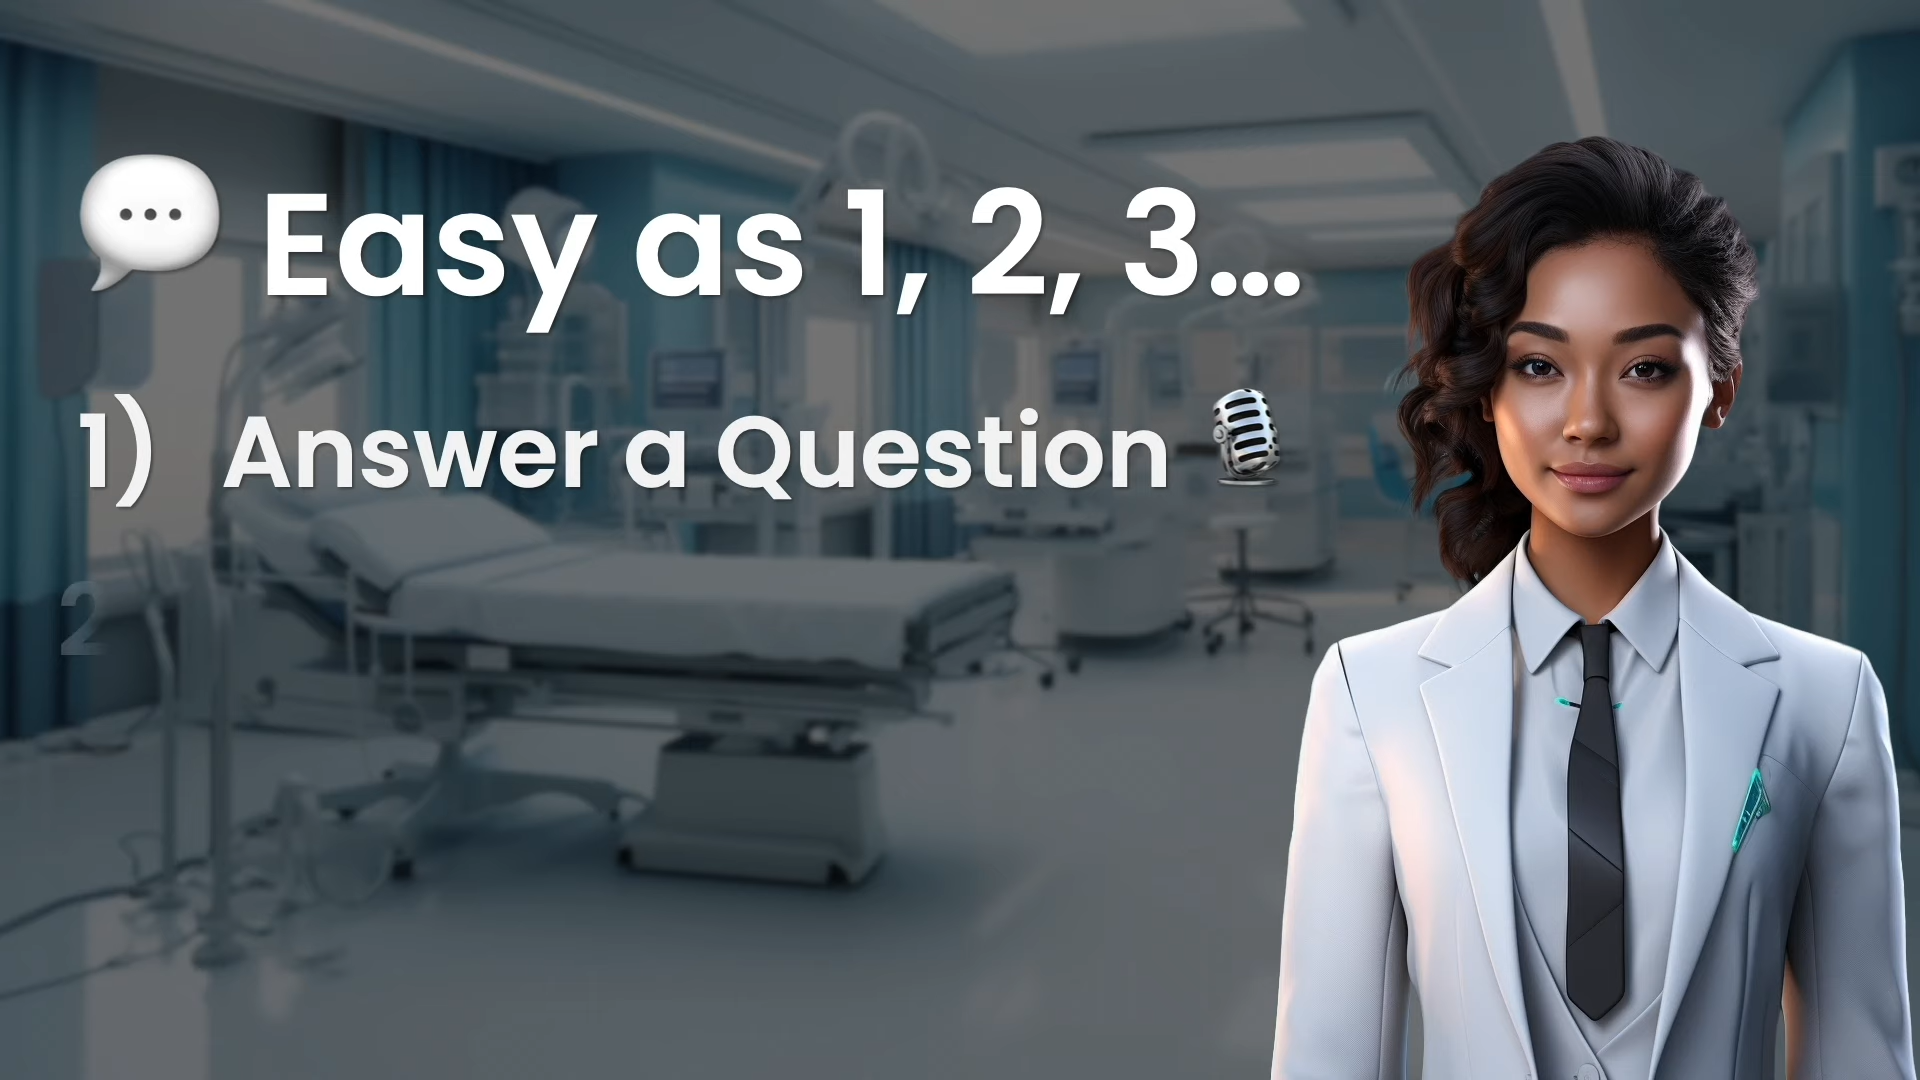 💬 Easy as 1, 2, 3...
1) Answer a Question 🎙️
2